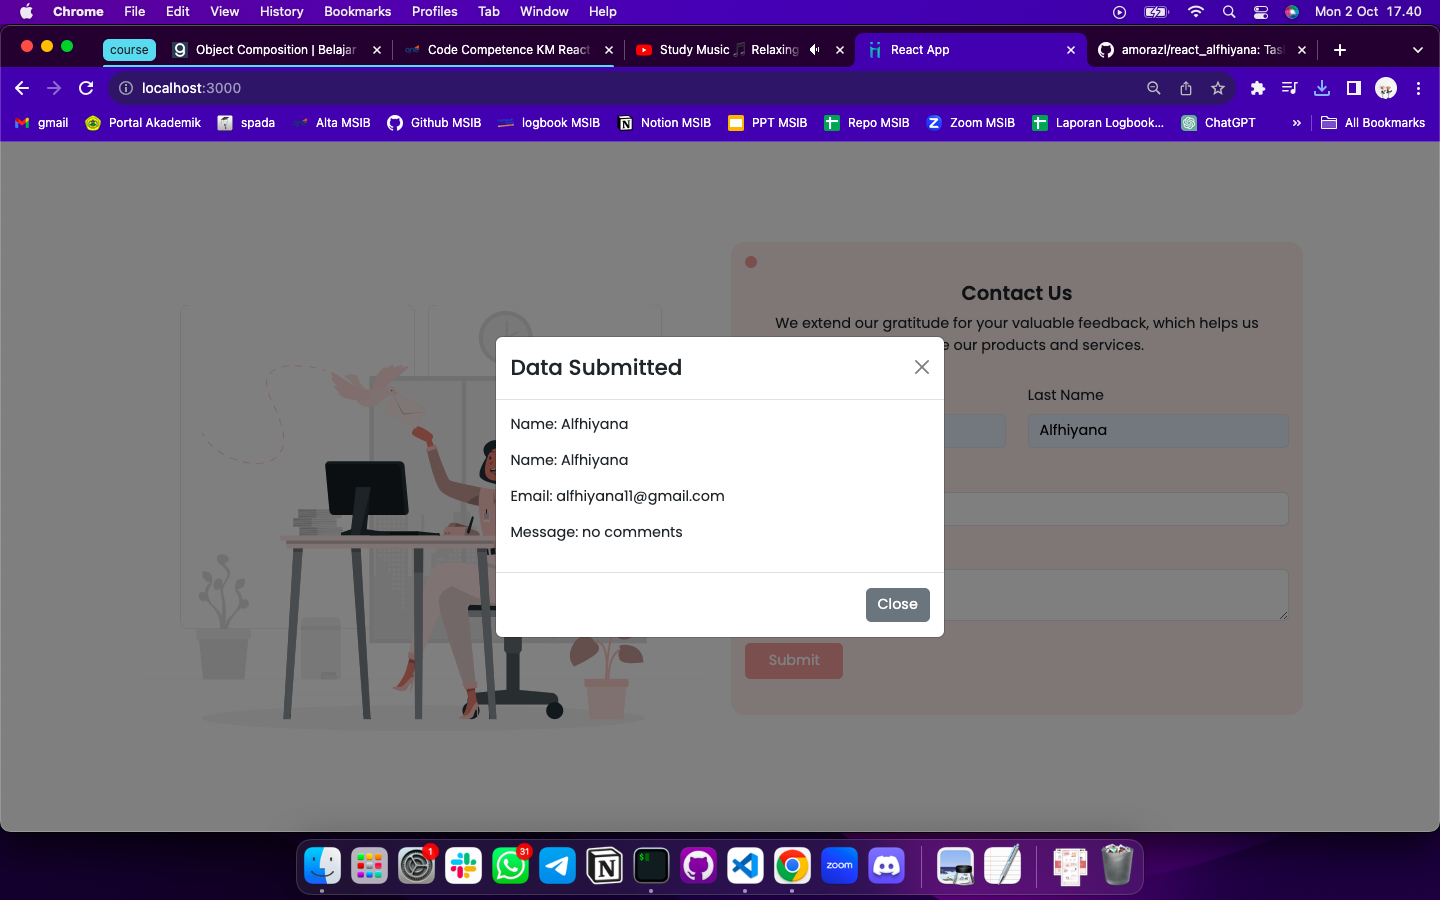 Chrome File Edit View History Bookmarks Profiles Tab Window Help Mon 2 Oct 17.40
course Object Composition | Belajar Code Competence KM React Study Music 🎵 Relaxing React App amorazl/react_alfhiyana: Tas
localhost:3000
gmail Portal Akademik spada Alta MSIB Github MSIB logbook MSIB Notion MSIB PPT MSIB Repo MSIB Zoom MSIB Laporan Logbook... ChatGPT » All Bookmarks
Contact Us
We extend our gratitude for your valuable feedback, which helps us
e our products and services.
Last Name
Alfhiyana
Data Submitted
Name: Alfhiyana
Name: Alfhiyana
Email: alfhiyana11@gmail.com
Message: no comments
Close
Submit
1
31
zoom